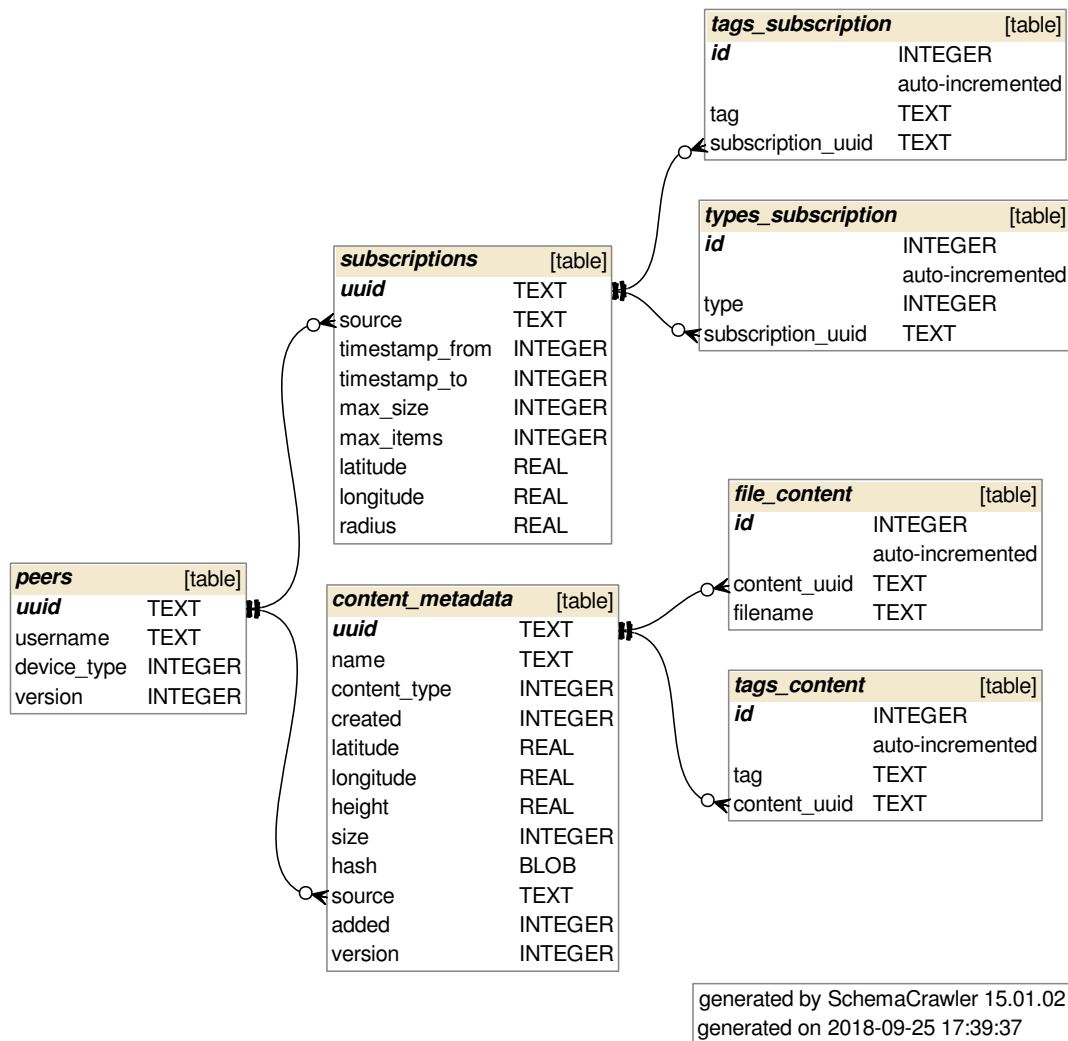 tags_subscription [table]
id INTEGER
auto-incremented
tag TEXT
subscription_uuid TEXT
types_subscription [table]
id INTEGER
auto-incremented
type INTEGER
subscription_uuid TEXT
subscriptions [table]
uuid TEXT
source TEXT
timestamp_from INTEGER
timestamp_to INTEGER
max_size INTEGER
max_items INTEGER
latitude REAL
longitude REAL
radius REAL
file_content [table]
id INTEGER
auto-incremented
content_uuid TEXT
filename TEXT
peers [table]
uuid TEXT
username TEXT
device_type INTEGER
version INTEGER
content_metadata [table]
uuid TEXT
name TEXT
content_type INTEGER
created INTEGER
latitude REAL
longitude REAL
height REAL
size INTEGER
hash BLOB
source TEXT
added INTEGER
version INTEGER
tags_content [table]
id INTEGER
auto-incremented
tag TEXT
content_uuid TEXT
generated by SchemaCrawler 15.01.02
generated on 2018-09-25 17:39:37